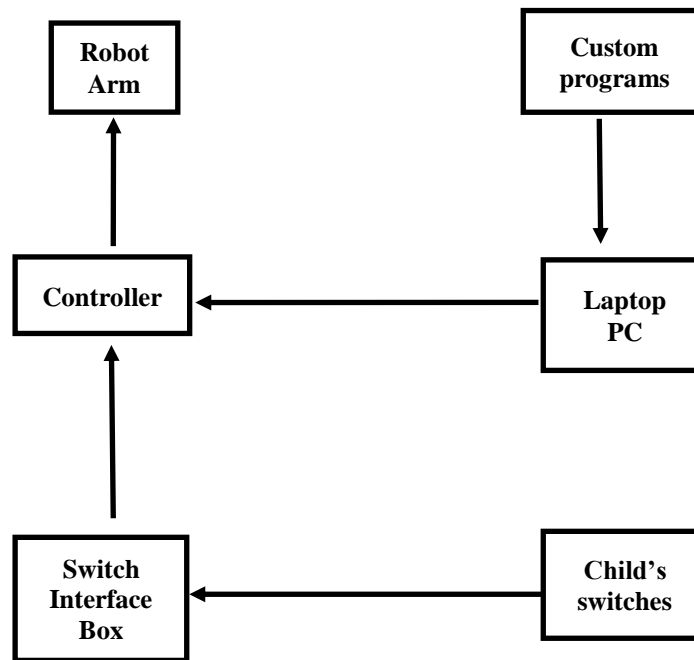 Robot
Arm
Custom
programs
Controller
Laptop
PC
Switch
Interface
Box
Child’s
switches